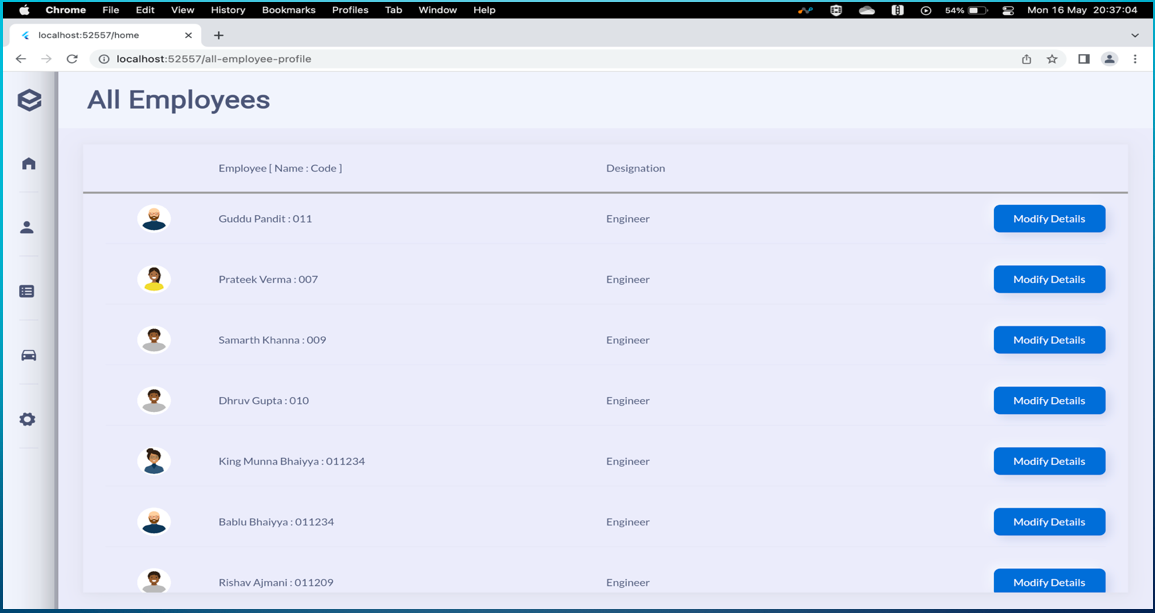 Chrome File Edit View History Bookmarks Profiles Tab Window Help 54% Mon 16 May 20:37:04
localhost:52557/home
localhost:52557/all-employee-profile
All Employees
Employee [ Name : Code ] Designation
Guddu Pandit : 011 Engineer Modify Details
Prateek Verma : 007 Engineer Modify Details
Samarth Khanna : 009 Engineer Modify Details
Dhruv Gupta : 010 Engineer Modify Details
King Munna Bhaiyya : 011234 Engineer Modify Details
Bablu Bhaiyya : 011234 Engineer Modify Details
Rishav Ajmani : 011209 Engineer Modify Details